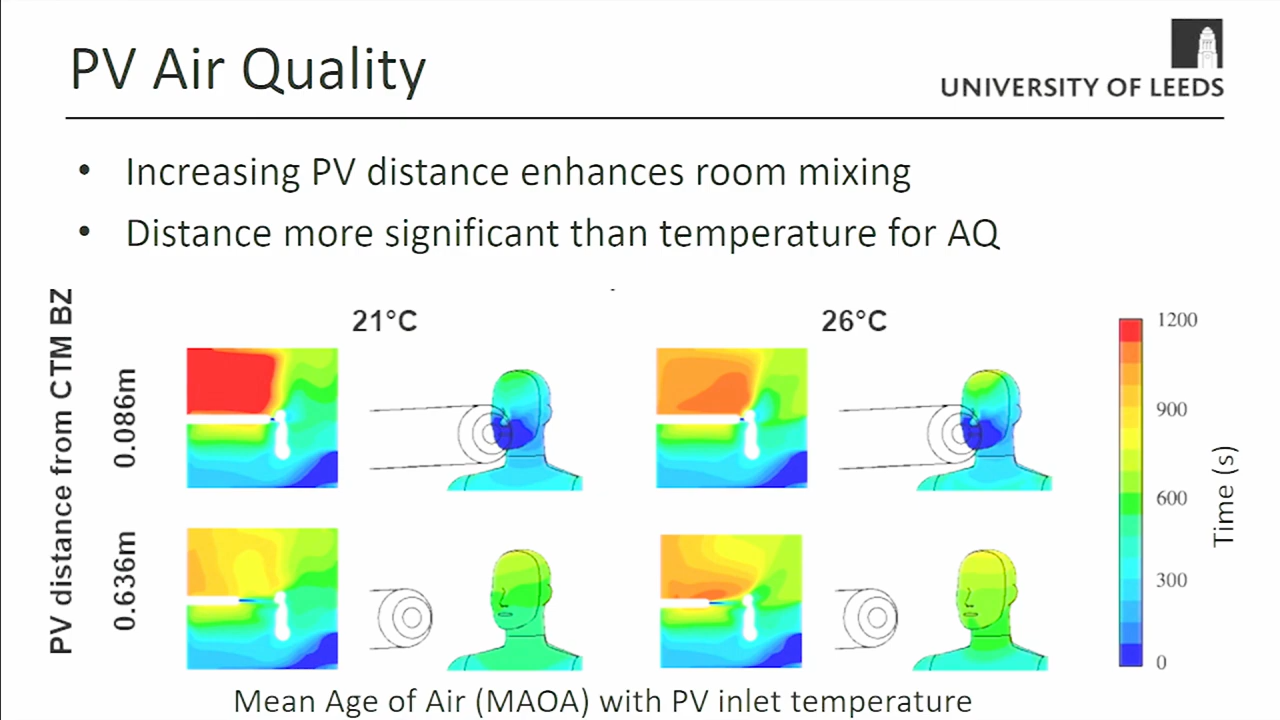 PV Air Quality
UNIVERSITY OF LEEDS
• Increasing PV distance enhances room mixing
• Distance more significant than temperature for AQ
PV distance from CTM BZ
21°C
26°C
0.086m
0.636m
1200
900
600
300
0
Time (s)
Mean Age of Air (MAOA) with PV inlet temperature